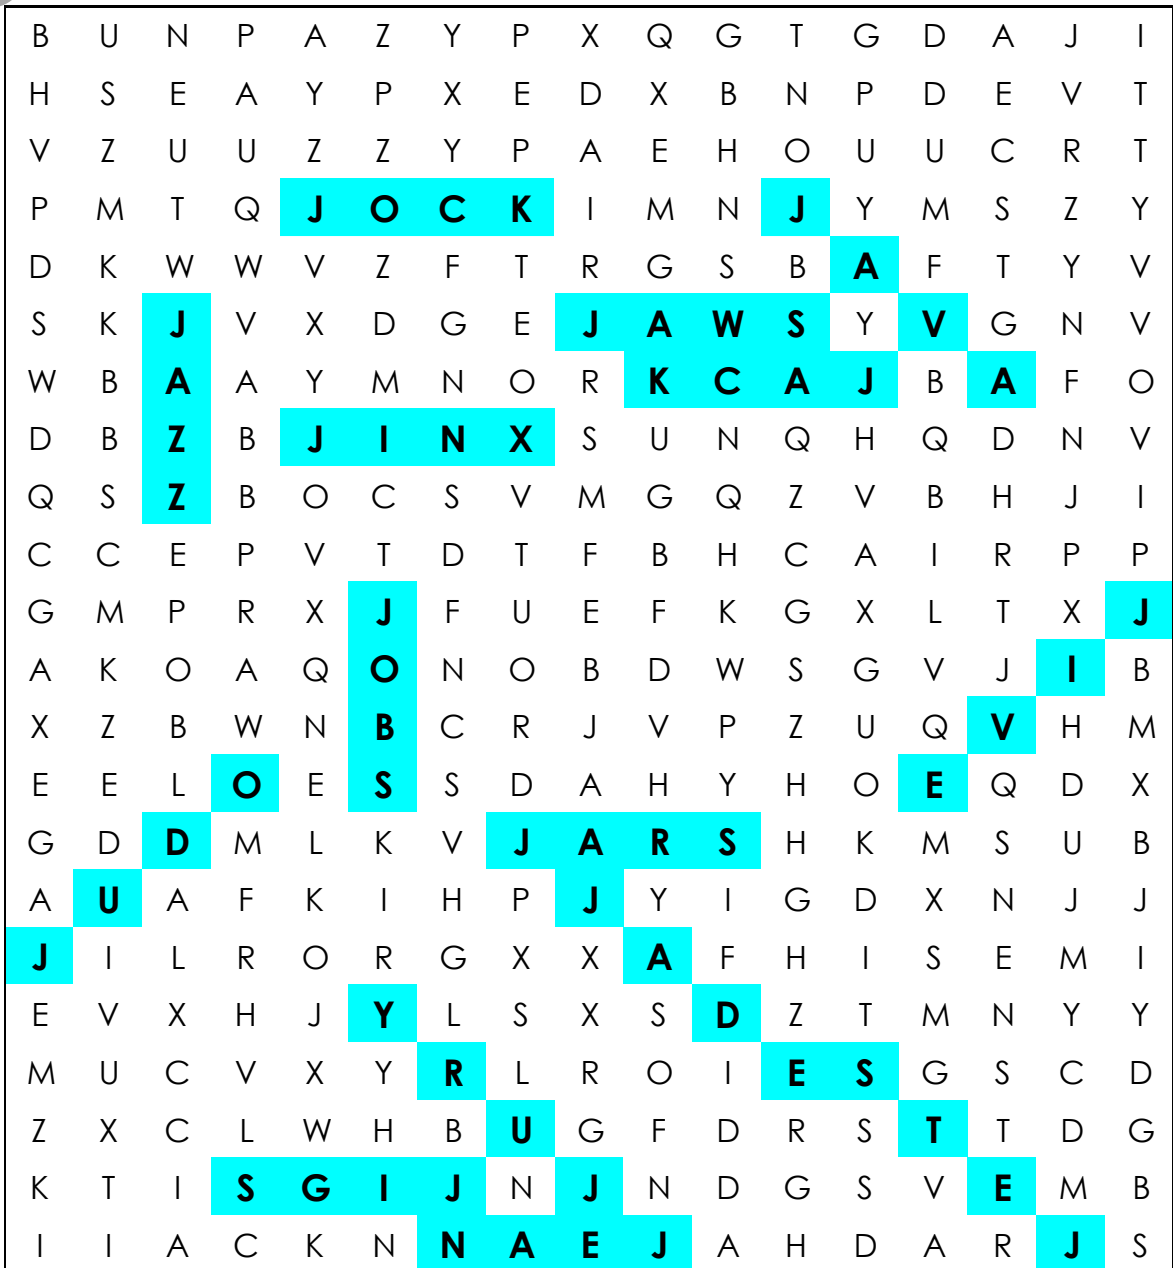 B U N P A Z Y P X Q G T G D A J I
H S E A Y P X E D X B N P D E V T
V Z U U Z Z Y P A E H O U U C R T
P M T Q J O C K I M N J Y M S Z Y
D K W W V Z F T R G S B A F T Y V
S K J V X D G E J A W S Y V G N V
W B A A Y M N O R K C A J B A F O
D B Z B J I N X S U N Q H Q D N V
Q S Z B O C S V M G Q Z V B H J I
C C E P V T D T F B H C A I R P P
G M P R X J F U E F K G X L T X J
A K O A Q O N O B D W S G V J I B
X Z B W N B C R J V P Z U Q V H M
E E L O E S S D A H Y H O E Q D X
G D D M L K V J A R S H K M S U B
A U A F K I H P J Y I G D X N J J
J I L R O R G X X A F H I S E M I
E V X H J Y L S X S D Z T M N Y Y
M U C V X Y R L R O I E S G S C D
Z X C L W H B U G F D R S T T D G
K T I S G I J N J N D G S V E M B
I I A C K N N A E J A H D A R J S